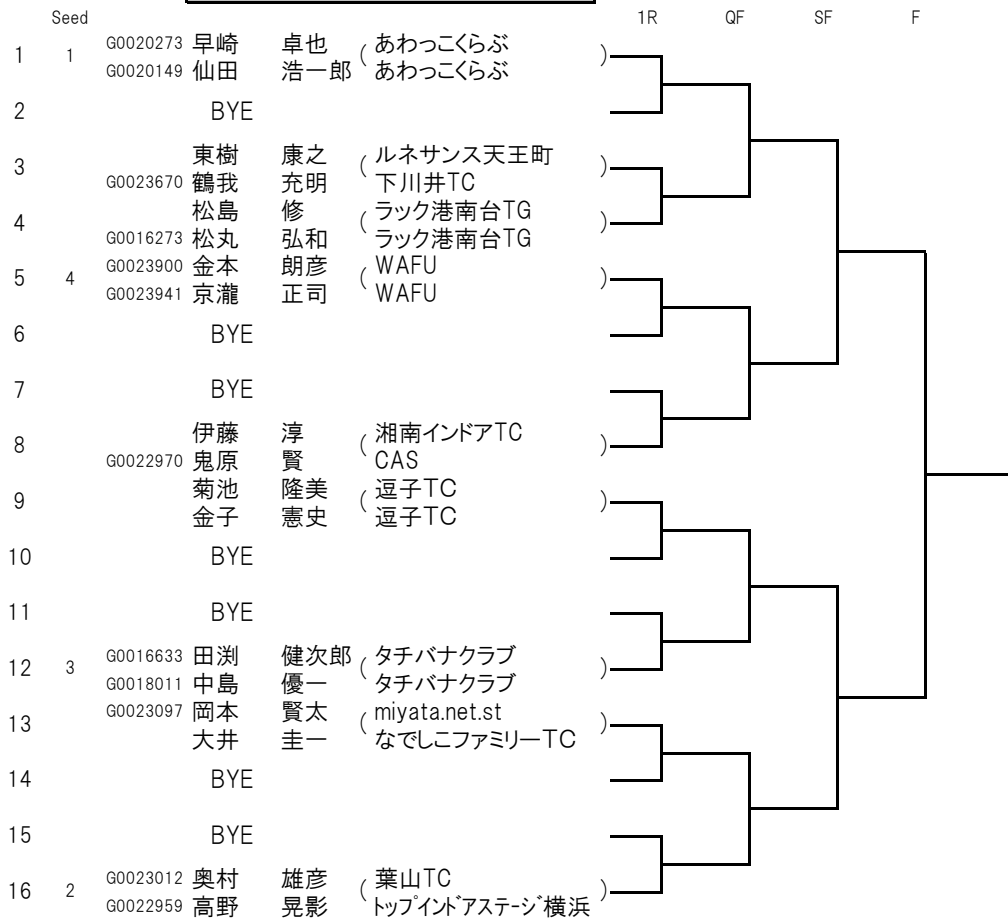 Seed 1R QF SF F
G0020273 早崎 卓也 ( あわっこくらぶ )
1 1
G0020149 仙田 浩一郎 あわっこくらぶ
2 BYE
東樹 康之 ( ルネサンス天王町 )
3
G0023670 鶴我 充明 下川井TC
松島 修 ( ラック港南台TG )
4
G0016273 松丸 弘和 ラック港南台TG
G0023900 金本 朗彦 ( WAFU )
5 4
G0023941 京瀧 正司 WAFU
6 BYE
7 BYE
伊藤 淳 ( 湘南インドアTC )
8
G0022970 鬼原 賢 CAS
菊池 隆美 ( 逗子TC )
9
金子 憲史 逗子TC
10 BYE
11 BYE
G0016633 田渕 健次郎 ( タチバナクラブ )
12 3
G0018011 中島 優一 タチバナクラブ
G0023097 岡本 賢太 ( miyata.net.st )
13
大井 圭一 なでしこファミリーTC
14 BYE
15 BYE
G0023012 奥村 雄彦 ( 葉山TC )
16 2
G0022959 高野 晃影 トップインドアステージ横浜